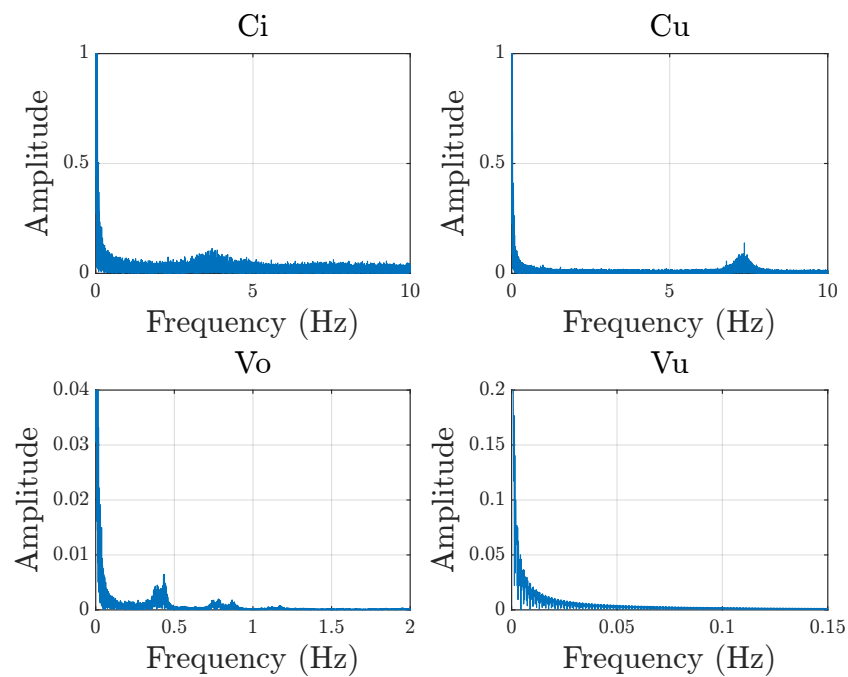 Ci
1
0.5
0
0 5 10
Amplitude
Frequency (Hz)
Cu
1
0.5
0
0 5 10
Amplitude
Frequency (Hz)
Vo
0.04
0.03
0.02
0.01
0
0 0.5 1 1.5 2
Amplitude
Frequency (Hz)
Vu
0.2
0.15
0.1
0.05
0
0 0.05 0.1 0.15
Amplitude
Frequency (Hz)